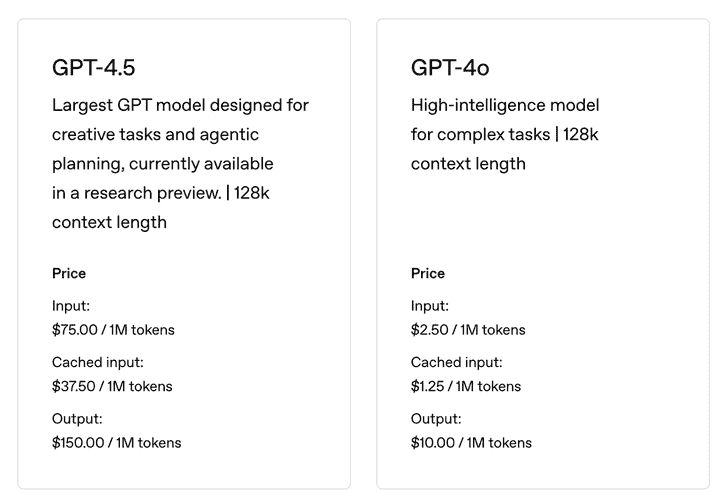 GPT-4.5
Largest GPT model designed for
creative tasks and agentic
planning, currently available
in a research preview. | 128k
context length
Price
Input:
$75.00 / 1M tokens
Cached input:
$37.50 / 1M tokens
Output:
$150.00 / 1M tokens
GPT-4o
High-intelligence model
for complex tasks | 128k
context length
Price
Input:
$2.50 / 1M tokens
Cached input:
$1.25 / 1M tokens
Output:
$10.00 / 1M tokens